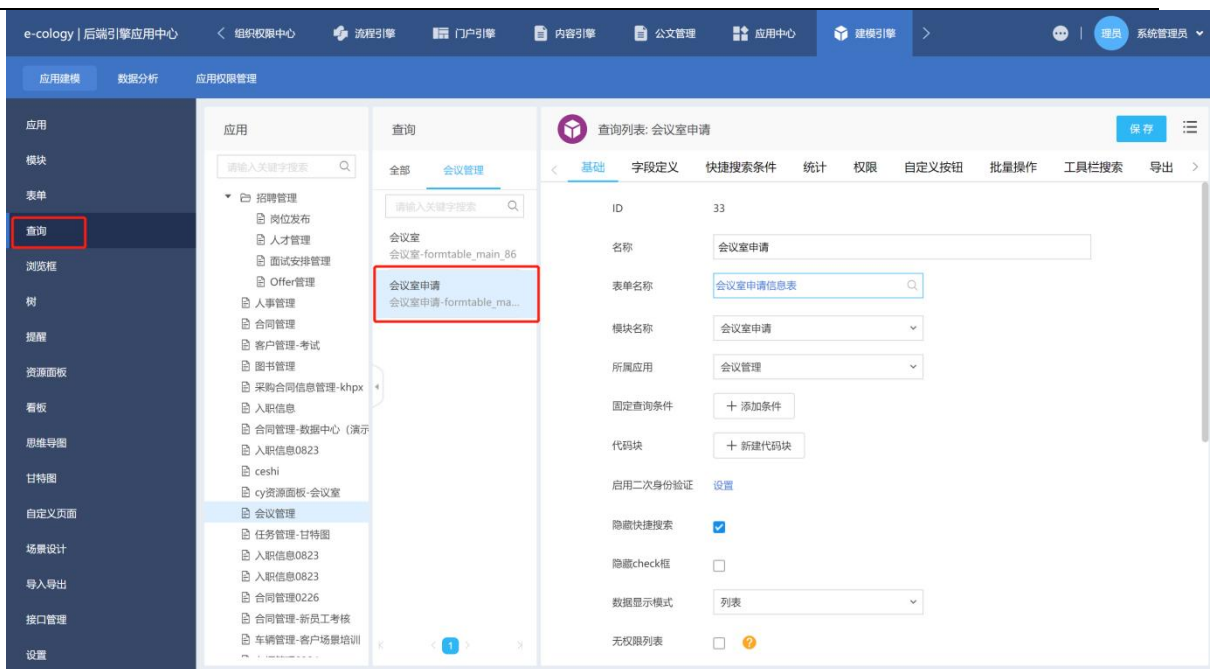 e-cology | 后端引擎应用中心
组织权限中心
流程引擎
门户引擎
内容引擎
公文管理
应用中心
建模引擎
理员
系统管理员
应用建模
数据分析
应用权限管理
应用
模块
表单
查询
浏览框
树
提醒
资源面板
看板
思维导图
甘特图
自定义页面
场景设计
导入导出
接口管理
设置
应用
请输入关键字搜索
招聘管理
岗位发布
人才管理
面试安排管理
Offer管理
人事管理
合同管理
客户管理-考试
图书管理
采购合同信息管理-khpx
入职信息
合同管理-数据中心（演示
入职信息0823
ceshi
cy资源面板-会议室
会议管理
任务管理-甘特图
入职信息0823
入职信息0823
合同管理0226
合同管理-新员工考核
车辆管理-客户场景培训
查询
全部
会议管理
请输入关键字搜索
会议室
会议室-formtable_main_86
会议室申请
会议室申请-formtable_ma...
1
查询列表: 会议室申请
保存
基础
字段定义
快捷搜索条件
统计
权限
自定义按钮
批量操作
工具栏搜索
导出
ID
33
名称
会议室申请
表单名称
会议室申请信息表
模块名称
会议室申请
所属应用
会议管理
固定查询条件
+ 添加条件
代码块
+ 新建代码块
启用二次身份验证
设置
隐藏快捷搜索
隐藏check框
数据显示模式
列表
无权限列表
?